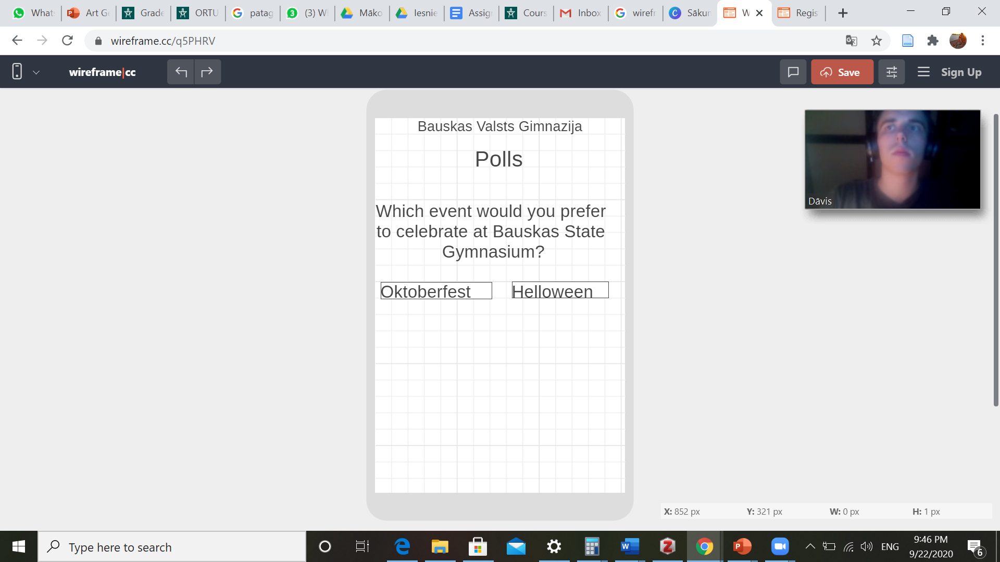 What
Art G
Grade
ORTU
patag
(3) W
Māko
Iesnie
Assig
Cours
Inbox
wirefr
Sākun
W
Regis
wireframe.cc/q5PHRV
wireframe|cc
Save
Sign Up
Bauskas Valsts Gimnazija
Polls
Which event would you prefer
to celebrate at Bauskas State
Gymnasium?
Oktoberfest
Helloween
Dāvis
X: 852 px
Y: 321 px
W: 0 px
H: 1 px
Type here to search
ENG
9:46 PM
9/22/2020
6